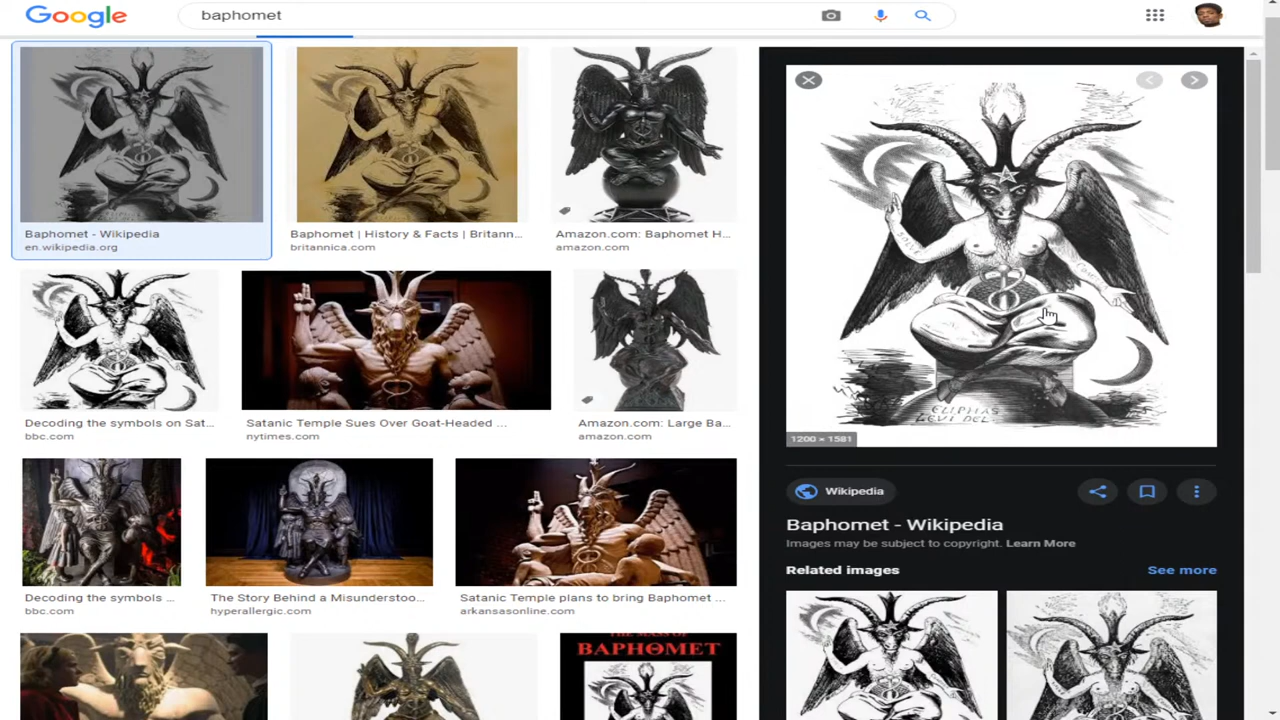 Google
baphomet
Baphomet - Wikipedia
en.wikipedia.org
Baphomet | History & Facts | Britann...
britannica.com
Amazon.com: Baphomet H...
amazon.com
Decoding the symbols on Sat...
bbc.com
Satanic Temple Sues Over Goat-Headed ...
nytimes.com
Amazon.com: Large Ba...
amazon.com
Decoding the symbols ...
bbc.com
The Story Behind a Misunderstoo...
hyperallergic.com
Satanic Temple plans to bring Baphomet ...
arkansasonline.com
THE MASS OF
BAPHOMET
SOLVE
ELIPHAS
LEVI DEL
1200 × 1581
Wikipedia
Baphomet - Wikipedia
Images may be subject to copyright. Learn More
Related images
See more